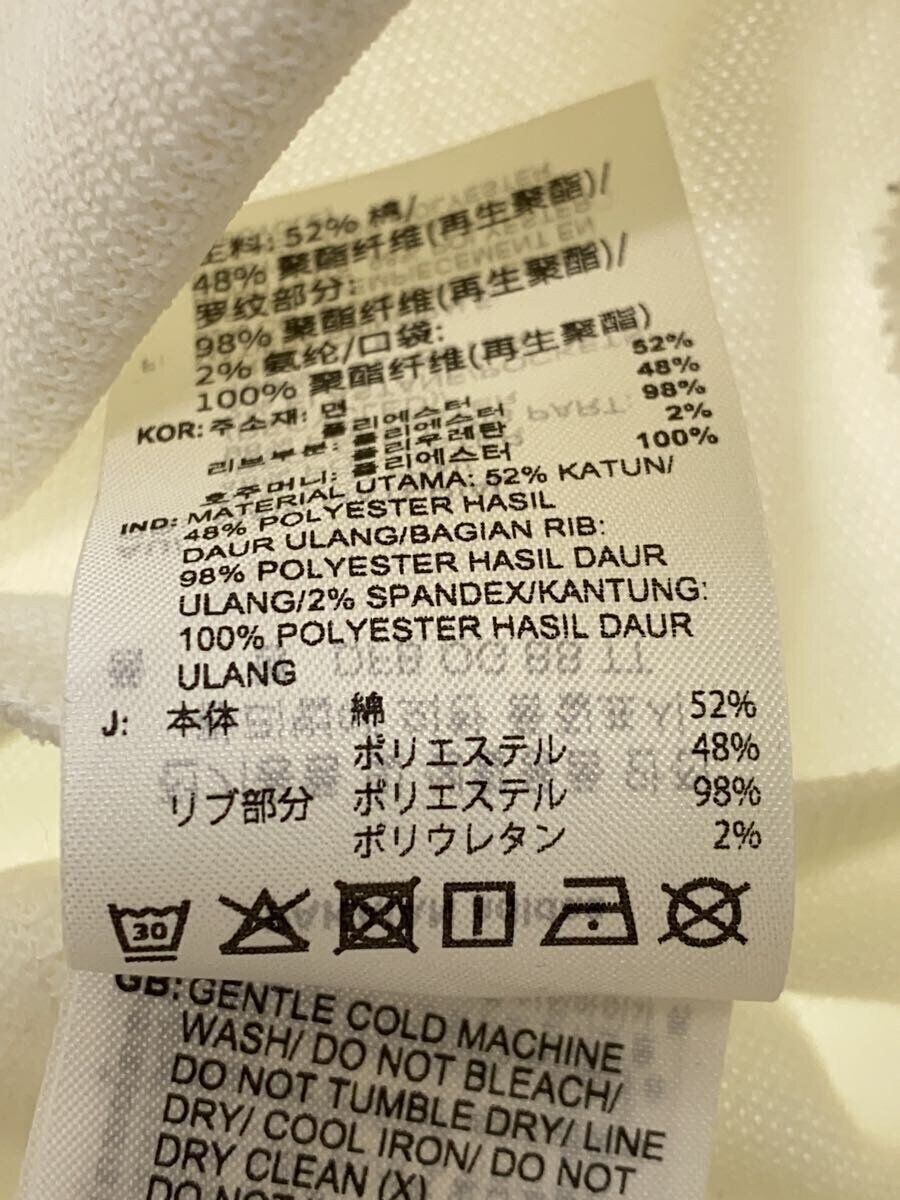 主料: 52% 棉/
48% 聚酯纤维(再生聚酯)/
罗纹部分:
98% 聚酯纤维(再生聚酯)/
2% 氨纶/口袋:
100% 聚酯纤维(再生聚酯)
KOR: 주소재: 면 52%
폴리에스터 48%
리브부분: 폴리에스터 98%
폴리우레탄 2%
호주머니: 폴리에스터 100%
IND: MATERIAL UTAMA: 52% KATUN/
48% POLYESTER HASIL
DAUR ULANG/BAGIAN RIB:
98% POLYESTER HASIL DAUR
ULANG/2% SPANDEX/KANTUNG:
100% POLYESTER HASIL DAUR
ULANG
J: 本体 綿 52%
ポリエステル 48%
リブ部分 ポリエステル 98%
ポリウレタン 2%
30
GB: GENTLE COLD MACHINE
WASH/ DO NOT BLEACH/
DO NOT TUMBLE DRY/ LINE
DRY/ COOL IRON/ DO NOT
DRY CLEAN (X)
DO NOT